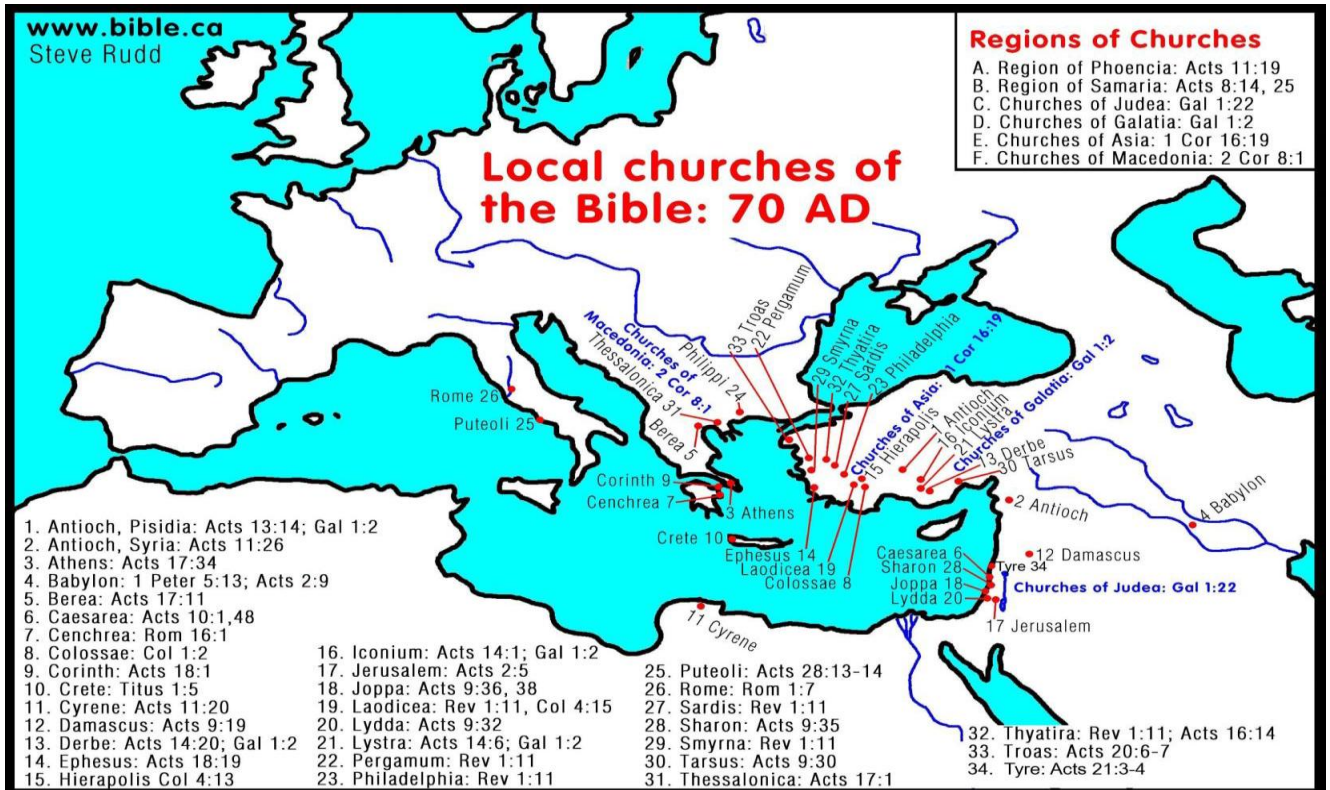 www.bible.ca
Steve Rudd
Regions of Churches
A. Region of Phoencia: Acts 11:19
B. Region of Samaria: Acts 8:14, 25
C. Churches of Judea: Gal 1:22
D. Churches of Galatia: Gal 1:2
E. Churches of Asia: 1 Cor 16:19
F. Churches of Macedonia: 2 Cor 8:1
Local churches of
the Bible: 70 AD
33 Troas
22 Pergamum
29 Smyrna
32 Thyatira
27 Saidis
23 Philadelphia
Churches of Asia: 1 Cor 16:19
15 Hierapolis
1 Antioch
16 Iconium
21 Lystra
Churches of Galatia: Gal 1:2
13 Derbe
30 Tarsus
Churches of
Macedonia: 2 Cor 8:1
Thessalonica 31
Philippi 24
Berea 5
Rome 26
Puteoli 25
Corinth 9
Cenchrea 7
3 Athens
Crete 10
Ephesus 14
Laodicea 19
Colossae 8
2 Antioch
4 Babylon
12 Damascus
Caesarea 6
Sharon 28
Tyre 34
Joppa 18
Lydda 20
Churches of Judea: Gal 1:22
17 Jerusalem
11 Cyrene
1. Antioch, Pisidia: Acts 13:14; Gal 1:2
2. Antioch, Syria: Acts 11:26
3. Athens: Acts 17:34
4. Babylon: 1 Peter 5:13; Acts 2:9
5. Berea: Acts 17:11
6. Caesarea: Acts 10:1,48
7. Cenchrea: Rom 16:1
8. Colossae: Col 1:2
9. Corinth: Acts 18:1
10. Crete: Titus 1:5
11. Cyrene: Acts 11:20
12. Damascus: Acts 9:19
13. Derbe: Acts 14:20; Gal 1:2
14. Ephesus: Acts 18:19
15. Hierapolis Col 4:13
16. Iconium: Acts 14:1; Gal 1:2
17. Jerusalem: Acts 2:5
18. Joppa: Acts 9:36, 38
19. Laodicea: Rev 1:11, Col 4:15
20. Lydda: Acts 9:32
21. Lystra: Acts 14:6; Gal 1:2
22. Pergamum: Rev 1:11
23. Philadelphia: Rev 1:11
25. Puteoli: Acts 28:13-14
26. Rome: Rom 1:7
27. Sardis: Rev 1:11
28. Sharon: Acts 9:35
29. Smyrna: Rev 1:11
30. Tarsus: Acts 9:30
31. Thessalonica: Acts 17:1
32. Thyatira: Rev 1:11; Acts 16:14
33. Troas: Acts 20:6-7
34. Tyre: Acts 21:3-4